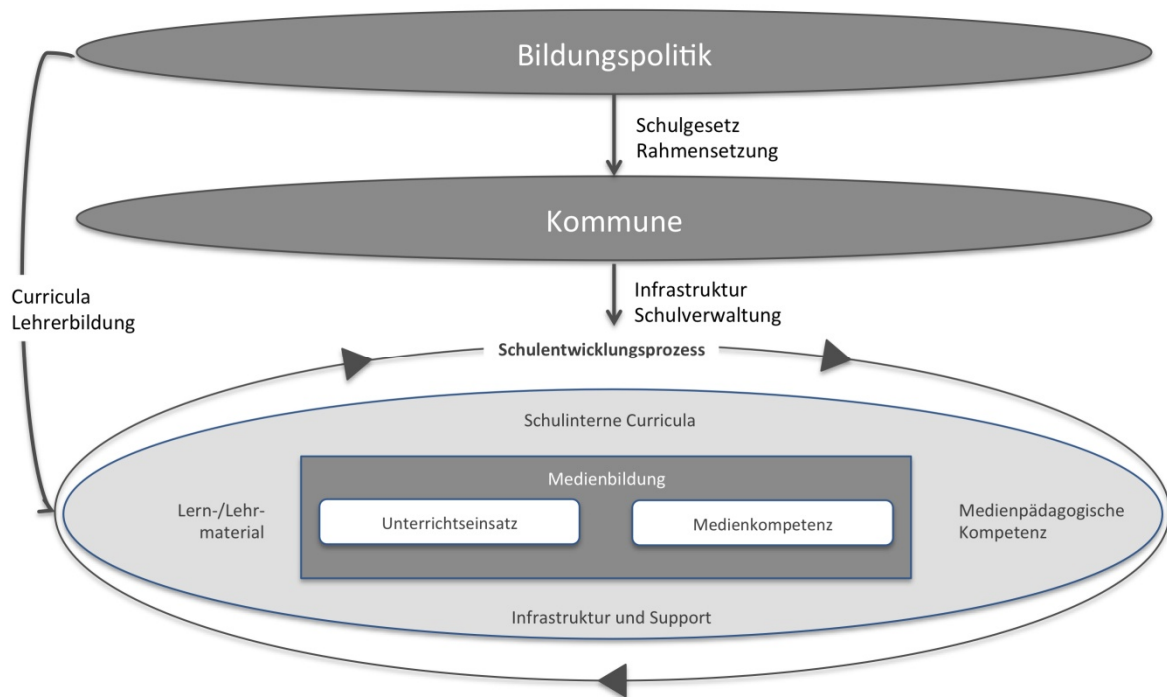 Bildungspolitik
Schulgesetz
Rahmensetzung
Kommune
Curricula
Lehrerbildung
Infrastruktur
Schulverwaltung
Schulentwicklungsprozess
Schulinterne Curricula
Medienbildung
Lern-/Lehr-
material
Unterrichtseinsatz
Medienkompetenz
Medienpädagogische
Kompetenz
Infrastruktur und Support